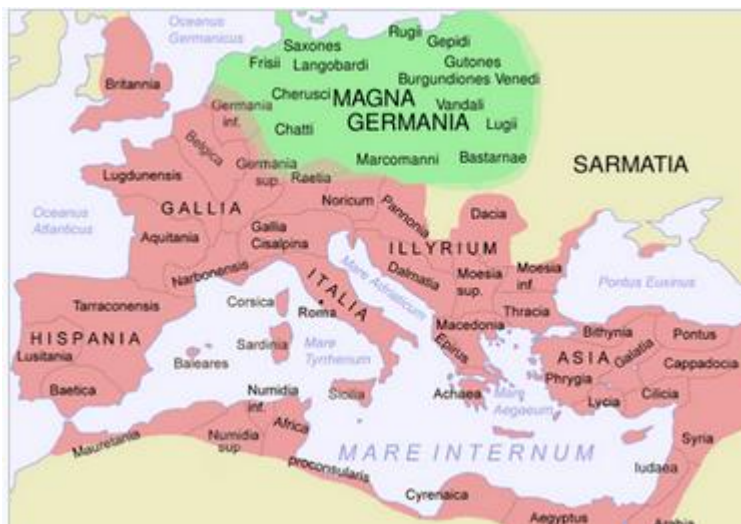 Oceanus
Germanicus
Britannia
Saxones
Rugii
Gepidi
Frisii
Langobardi
Gutones
Burgundiones
Venedi
Cherusci
MAGNA
GERMANIA
Vandali
Lugii
Chatti
Germania
inf.
Belgica
Marcomanni
Bastarnae
SARMATIA
Germania
sup.
Raetia
Lugdunensis
Noricum
Pannonia
Dacia
Oceanus
Atlanticus
GALLIA
Gallia
Cisalpina
Aquitania
ILLYRIUM
Narbonensis
Mare Adriaticum
Dalmatia
Moesia
sup.
Moesia
inf.
Pontus Euxinus
ITALIA
Tarraconensis
Corsica
Roma
Thracia
Macedonia
Bithynia
Pontus
HISPANIA
Lusitania
Sardinia
Mare
Tyrrhenum
Epirus
ASIA
Galatia
Cappadocia
Baleares
Phrygia
Baetica
Numidia
inf.
Sicilia
Achaea
Mare
Aegaeum
Lycia
Cilicia
Mauretania
Numidia
sup
Africa
proconsularis
MARE INTERNUM
Syria
Iudaea
Cyrenaica
Aegyptus